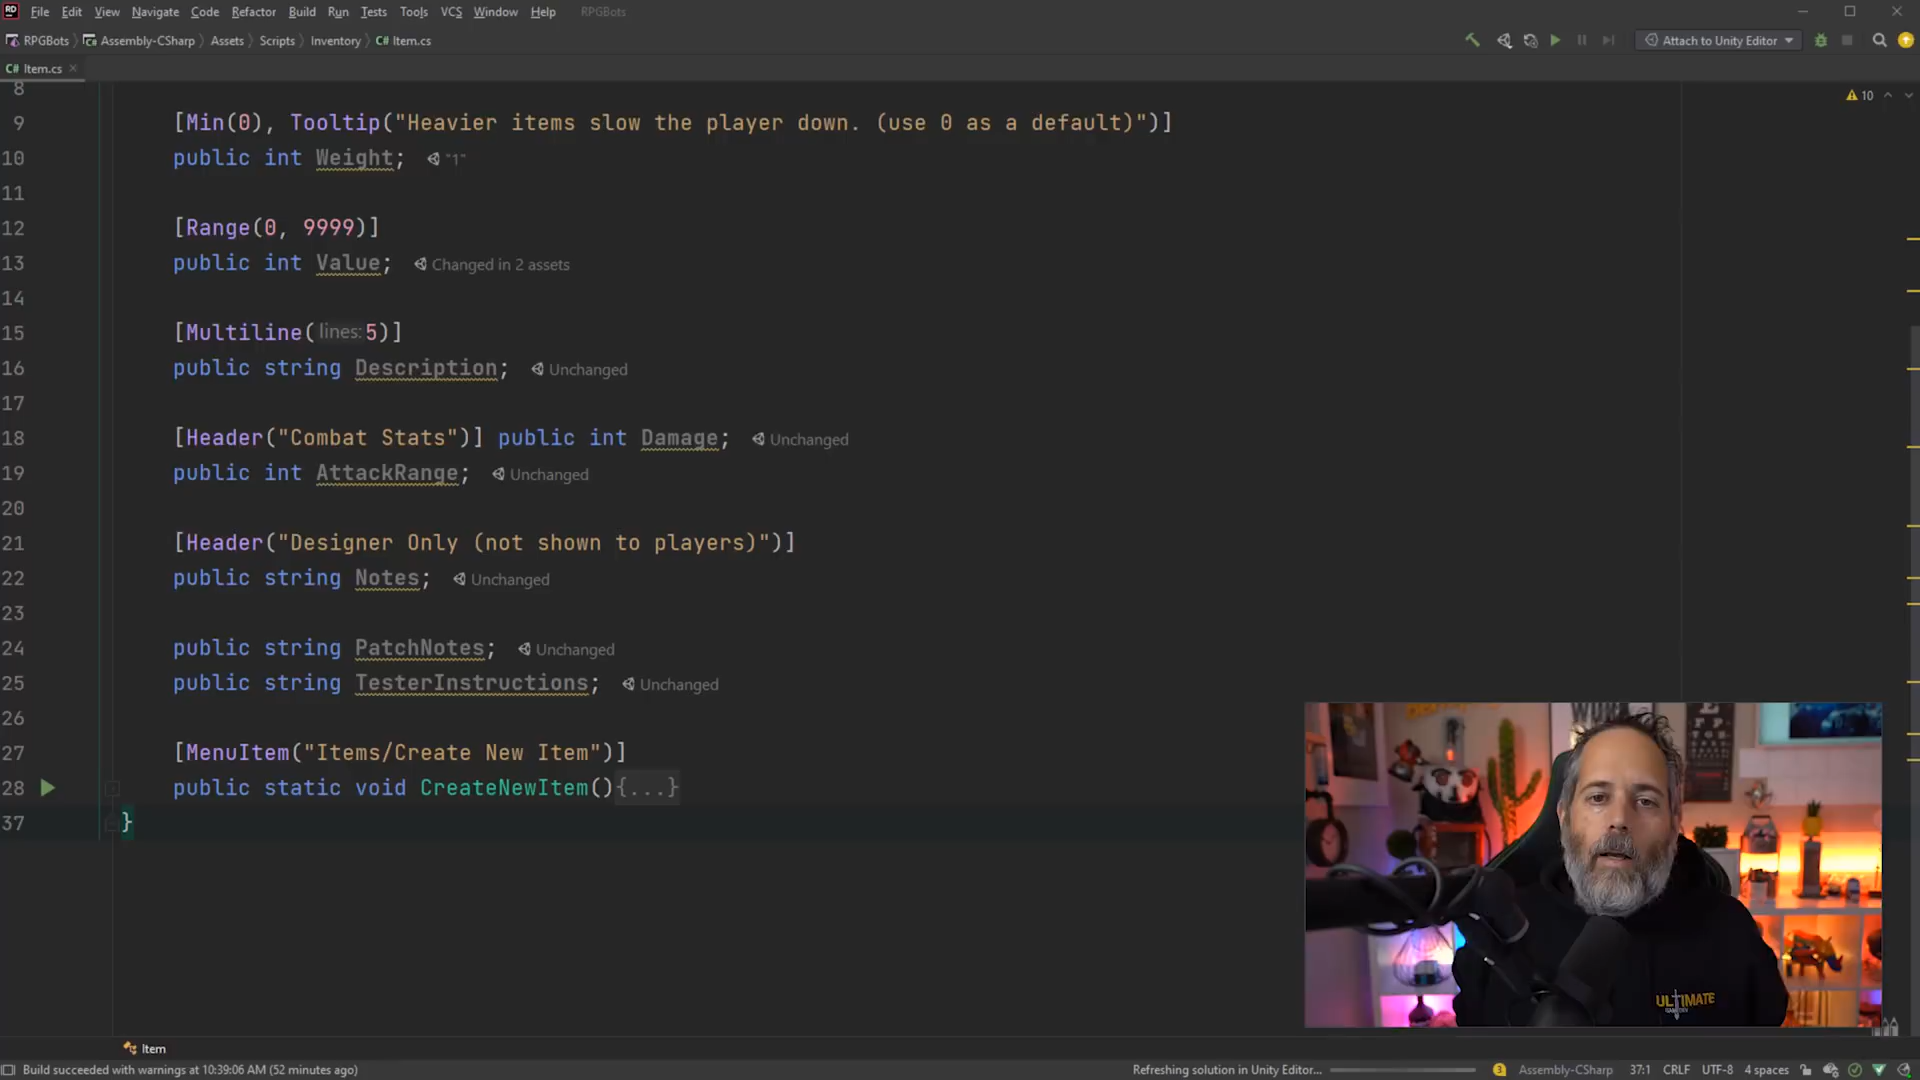 File Edit View Navigate Code Refactor Build Run Tests Tools VCS Window Help RPGBots
RPGBots Assembly-CSharp Assets Scripts Inventory C# Item.cs
Attach to Unity Editor
C# Item.cs
10
8
9 [Min(0), Tooltip("Heavier items slow the player down. (use 0 as a default)")]
10 public int Weight; "1"
11
12 [Range(0, 9999)]
13 public int Value; Changed in 2 assets
14
15 [Multiline(lines:5)]
16 public string Description; Unchanged
17
18 [Header("Combat Stats")] public int Damage; Unchanged
19 public int AttackRange; Unchanged
20
21 [Header("Designer Only (not shown to players)")]
22 public string Notes; Unchanged
23
24 public string PatchNotes; Unchanged
25 public string TesterInstructions; Unchanged
26
27 [MenuItem("Items/Create New Item")]
28 public static void CreateNewItem(){...}
37 }
ULTIMATE
Item
Build succeeded with warnings at 10:39:06 AM (52 minutes ago)
Refreshing solution in Unity Editor... 3 Assembly-CSharp 37:1 CRLF UTF-8 4 spaces